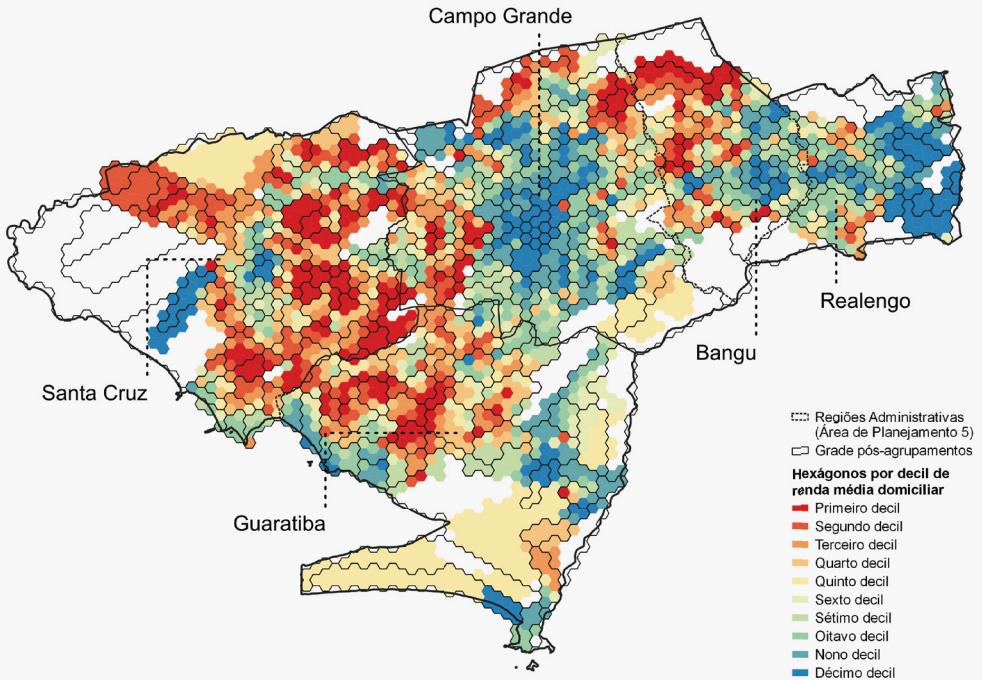 Campo Grande
Realengo
Bangu
Santa Cruz
Guaratiba
Regiões Administrativas
(Área de Planejamento 5)
Grade pós-agrupamentos
Hexágonos por decil de
renda média domiciliar
Primeiro decil
Segundo decil
Terceiro decil
Quarto decil
Quinto decil
Sexto decil
Sétimo decil
Oitavo decil
Nono decil
Décimo decil